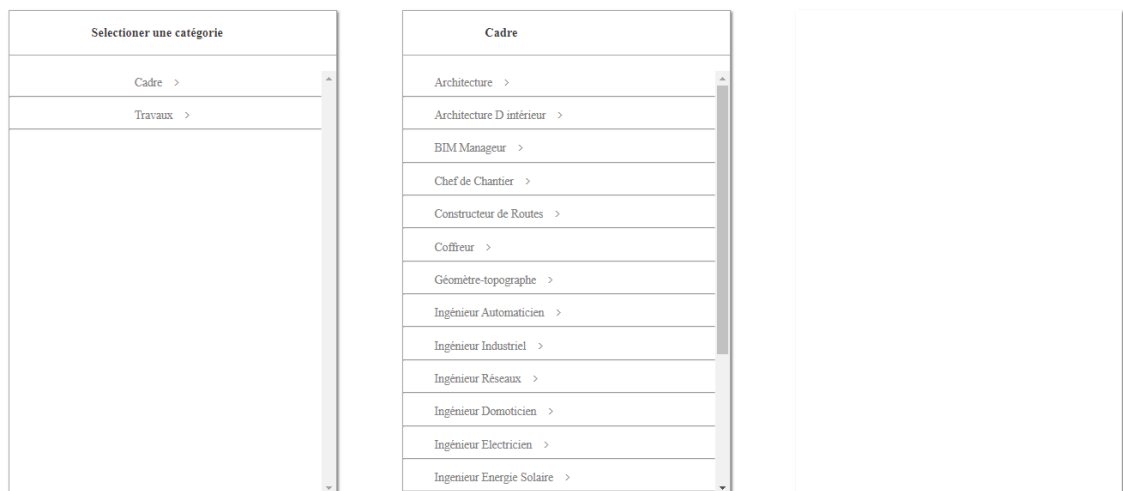 Selectioner une catégorie
Cadre >
Travaux >
Cadre
Architecture >
Architecture D intérieur >
BIM Manageur >
Chef de Chantier >
Constructeur de Routes >
Coffreur >
Géomètre-topographe >
Ingénieur Automaticien >
Ingénieur Industriel >
Ingénieur Réseaux >
Ingénieur Domoticien >
Ingénieur Electricien >
Ingenieur Energie Solaire >